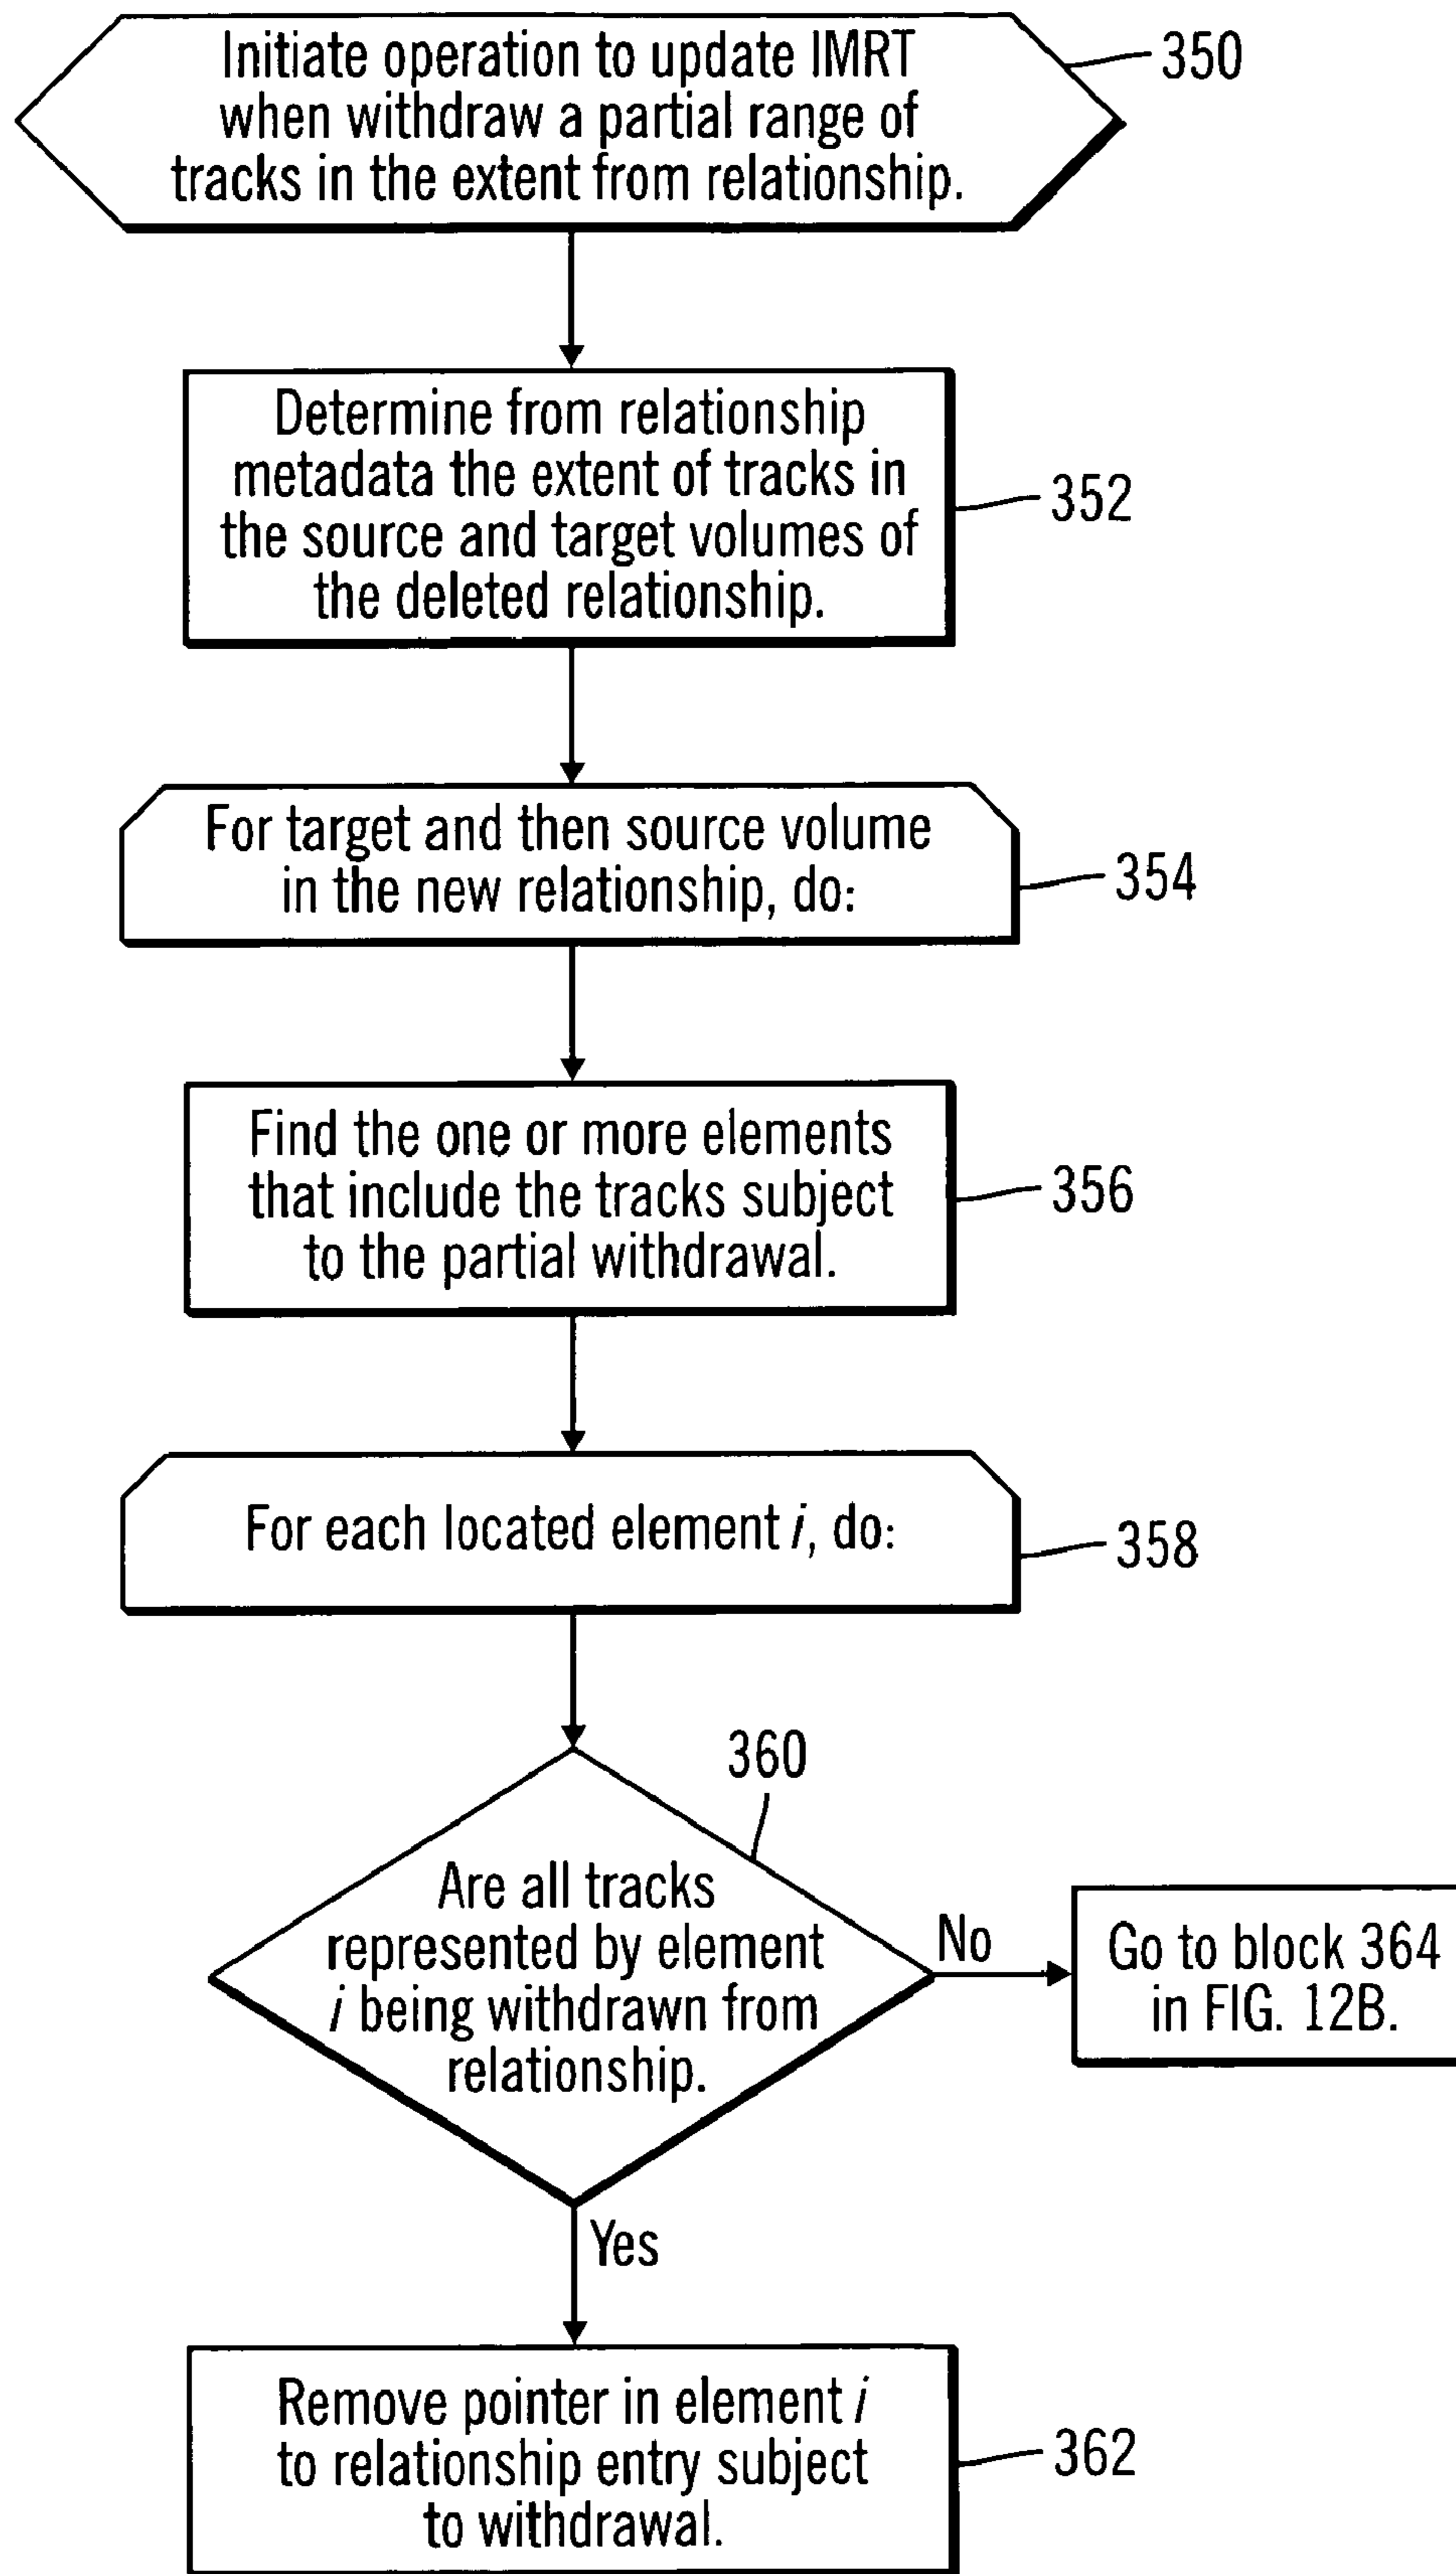 Initiate operation to update IMRT
when withdraw a partial range of
tracks in the extent from relationship.
350
Determine from relationship
metadata the extent of tracks in
the source and target volumes of
the deleted relationship.
352
For target and then source volume
in the new relationship, do:
354
Find the one or more elements
that include the tracks subject
to the partial withdrawal.
356
For each located element i, do:
358
360
Are all tracks
represented by element
i being withdrawn from
relationship.
No
Go to block 364
in FIG. 12B.
Yes
Remove pointer in element i
to relationship entry subject
to withdrawal.
362